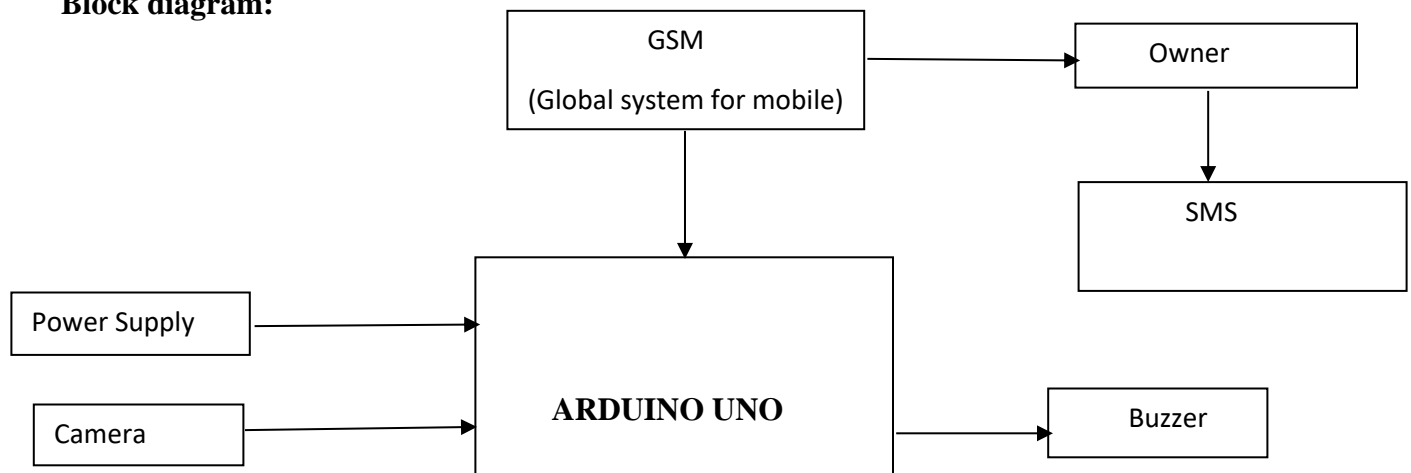 Block diagram:
GSM
(Global system for mobile)
Owner
SMS
Power Supply
ARDUINO UNO
Camera
Buzzer